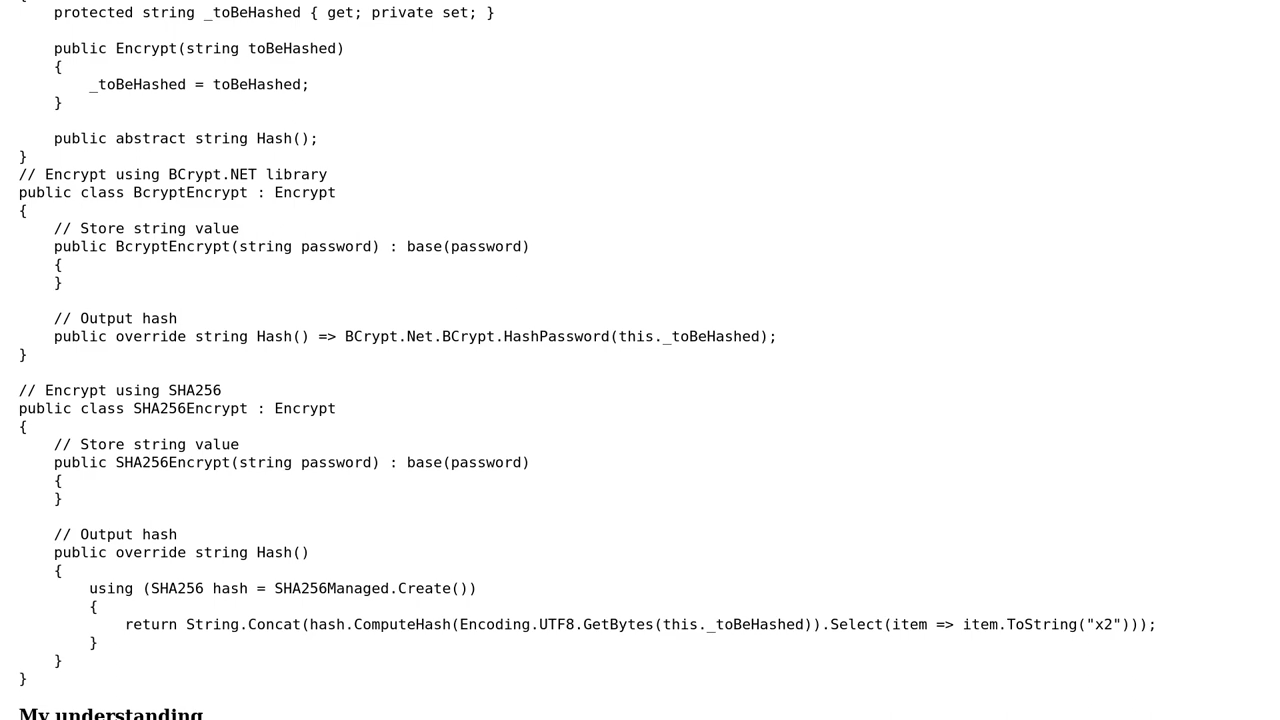 {
    protected string _toBeHashed { get; private set; }

    public Encrypt(string toBeHashed)
    {
        _toBeHashed = toBeHashed;
    }

    public abstract string Hash();
}
// Encrypt using BCrypt.NET library
public class BcryptEncrypt : Encrypt
{
    // Store string value
    public BcryptEncrypt(string password) : base(password)
    {
    }

    // Output hash
    public override string Hash() => BCrypt.Net.BCrypt.HashPassword(this._toBeHashed);
}

// Encrypt using SHA256
public class SHA256Encrypt : Encrypt
{
    // Store string value
    public SHA256Encrypt(string password) : base(password)
    {
    }

    // Output hash
    public override string Hash()
    {
        using (SHA256 hash = SHA256Managed.Create())
        {
            return String.Concat(hash.ComputeHash(Encoding.UTF8.GetBytes(this._toBeHashed)).Select(item => item.ToString("x2")));
        }
    }
}
My understanding